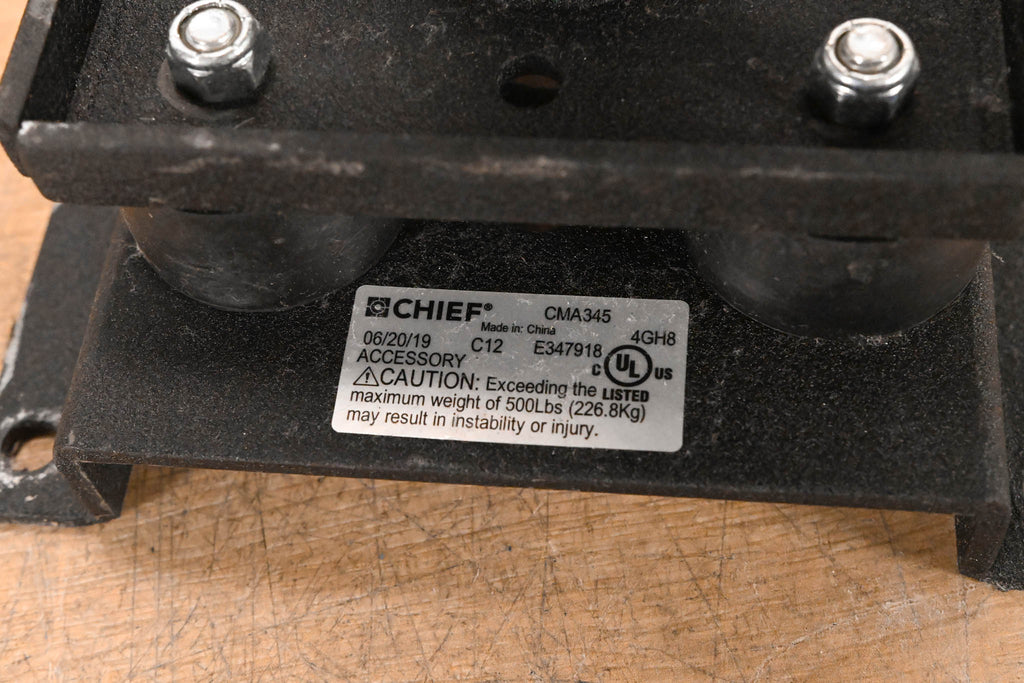 CHIEF® CMA345
Made in: China 4GH8
06/20/19 C12 E347918
ACCESSORY C UL US
⚠CAUTION: Exceeding the LISTED
maximum weight of 500Lbs (226.8Kg)
may result in instability or injury.